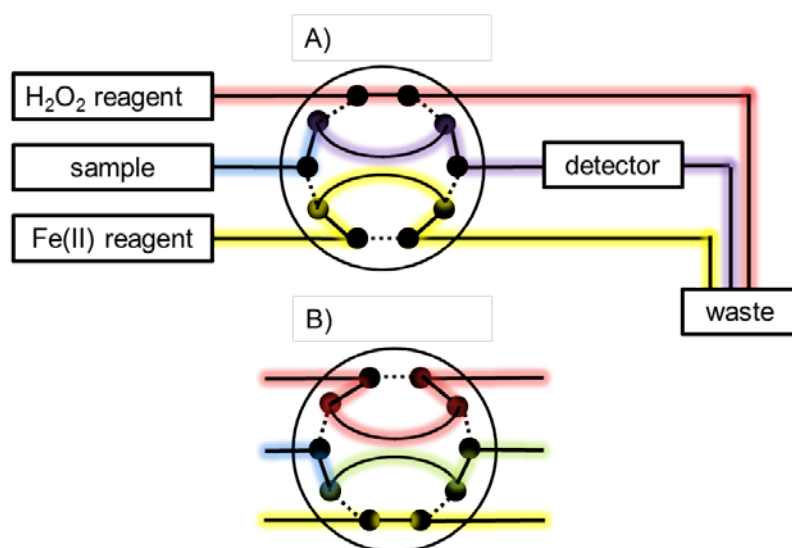 A)
H₂O₂ reagent
sample
detector
Fe(II) reagent
waste
B)